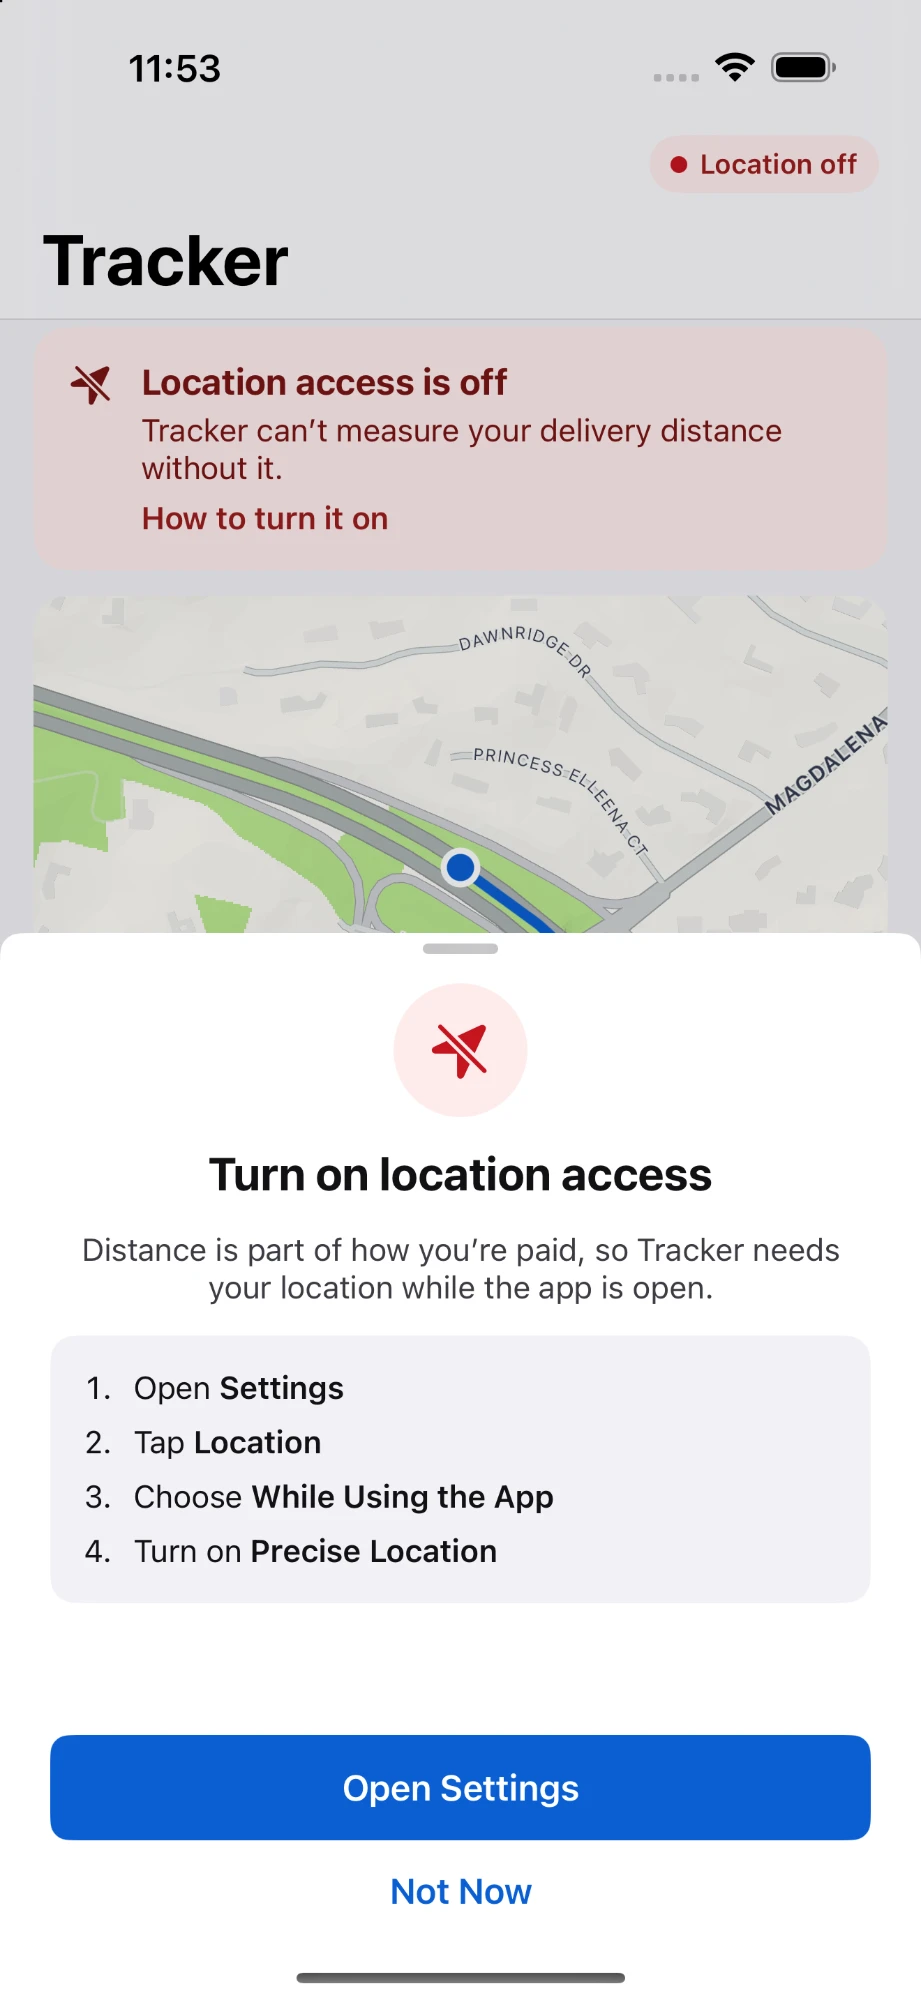 11:53
Location off
Tracker
Location access is off
Tracker can’t measure your delivery distance
without it.
How to turn it on
DAWNRIDGE DR
PRINCESS ELLEENA CT
MAGDALENA
Turn on location access
Distance is part of how you’re paid, so Tracker needs
your location while the app is open.
1. Open Settings
2. Tap Location
3. Choose While Using the App
4. Turn on Precise Location
Open Settings
Not Now